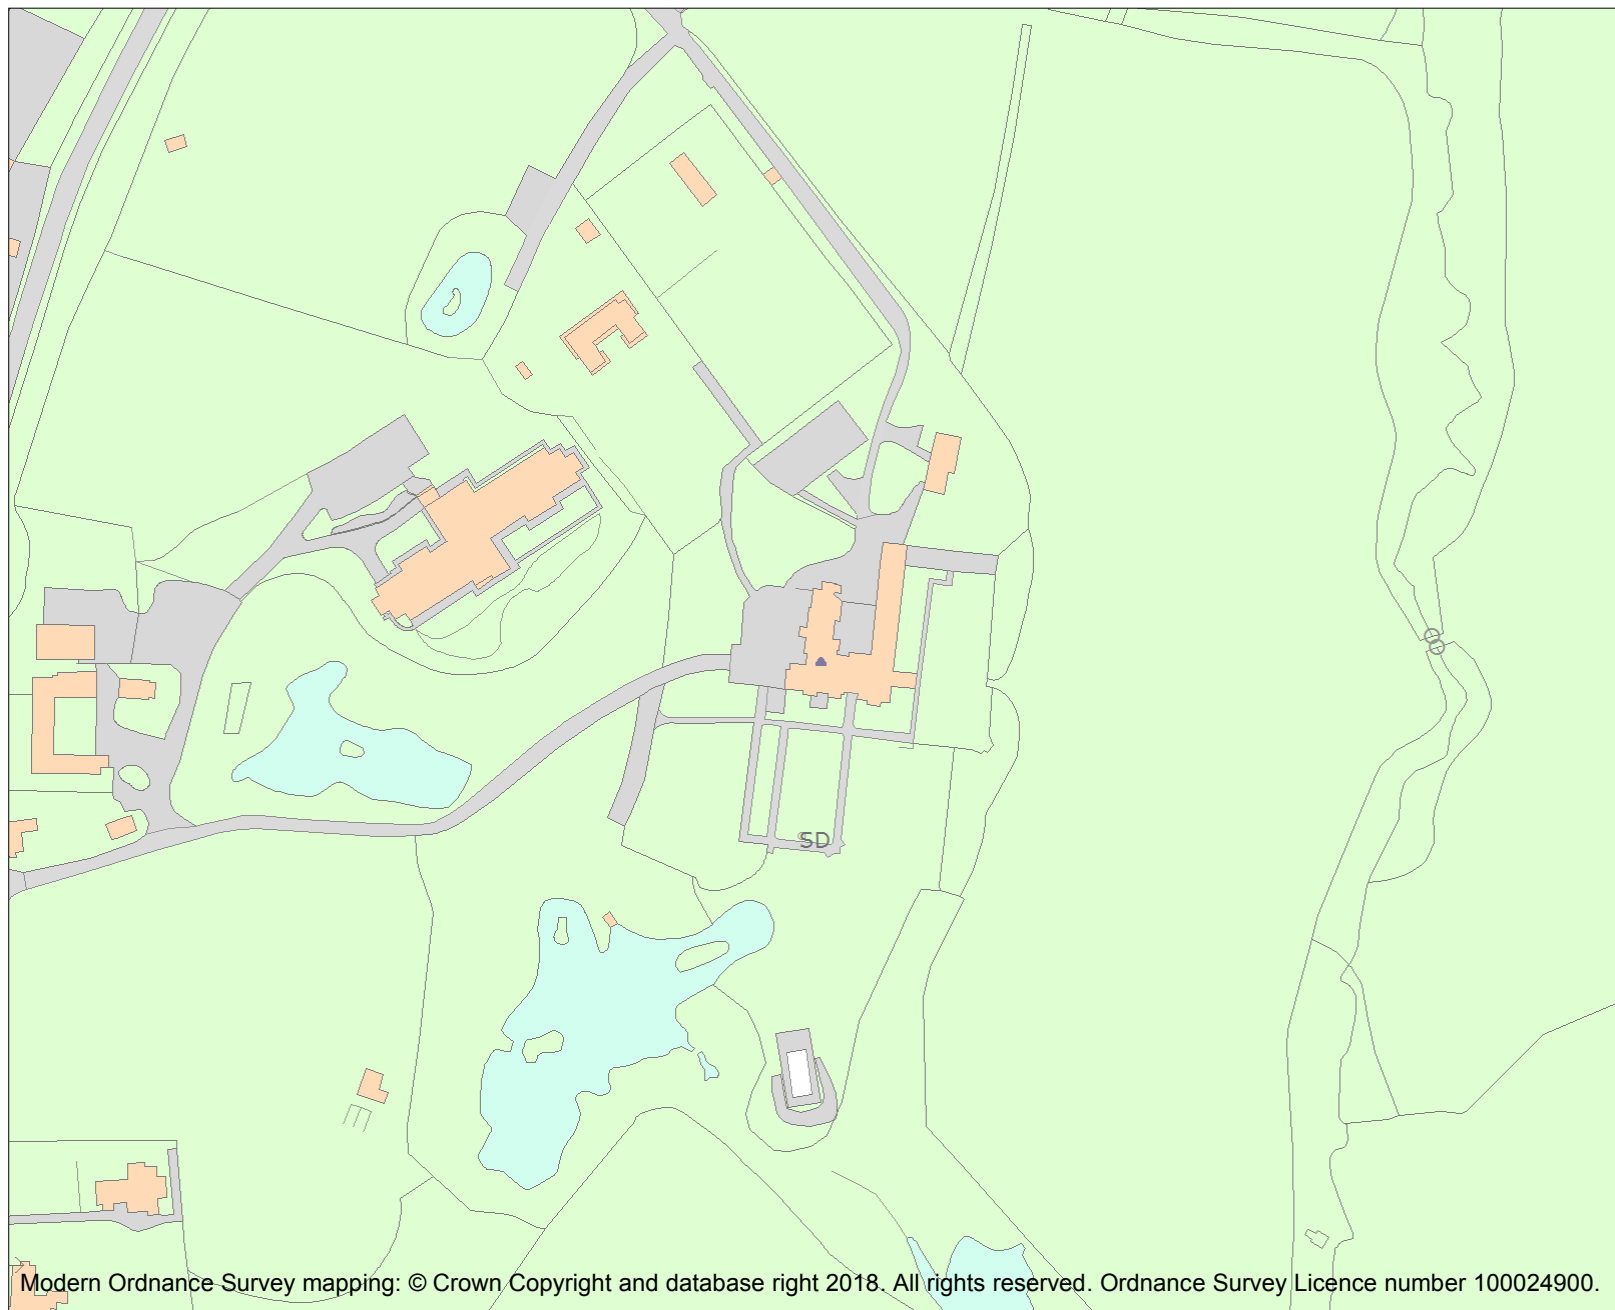 SD
Modern Ordnance Survey mapping: © Crown Copyright and database right 2018. All rights reserved. Ordnance Survey Licence number 100024900.